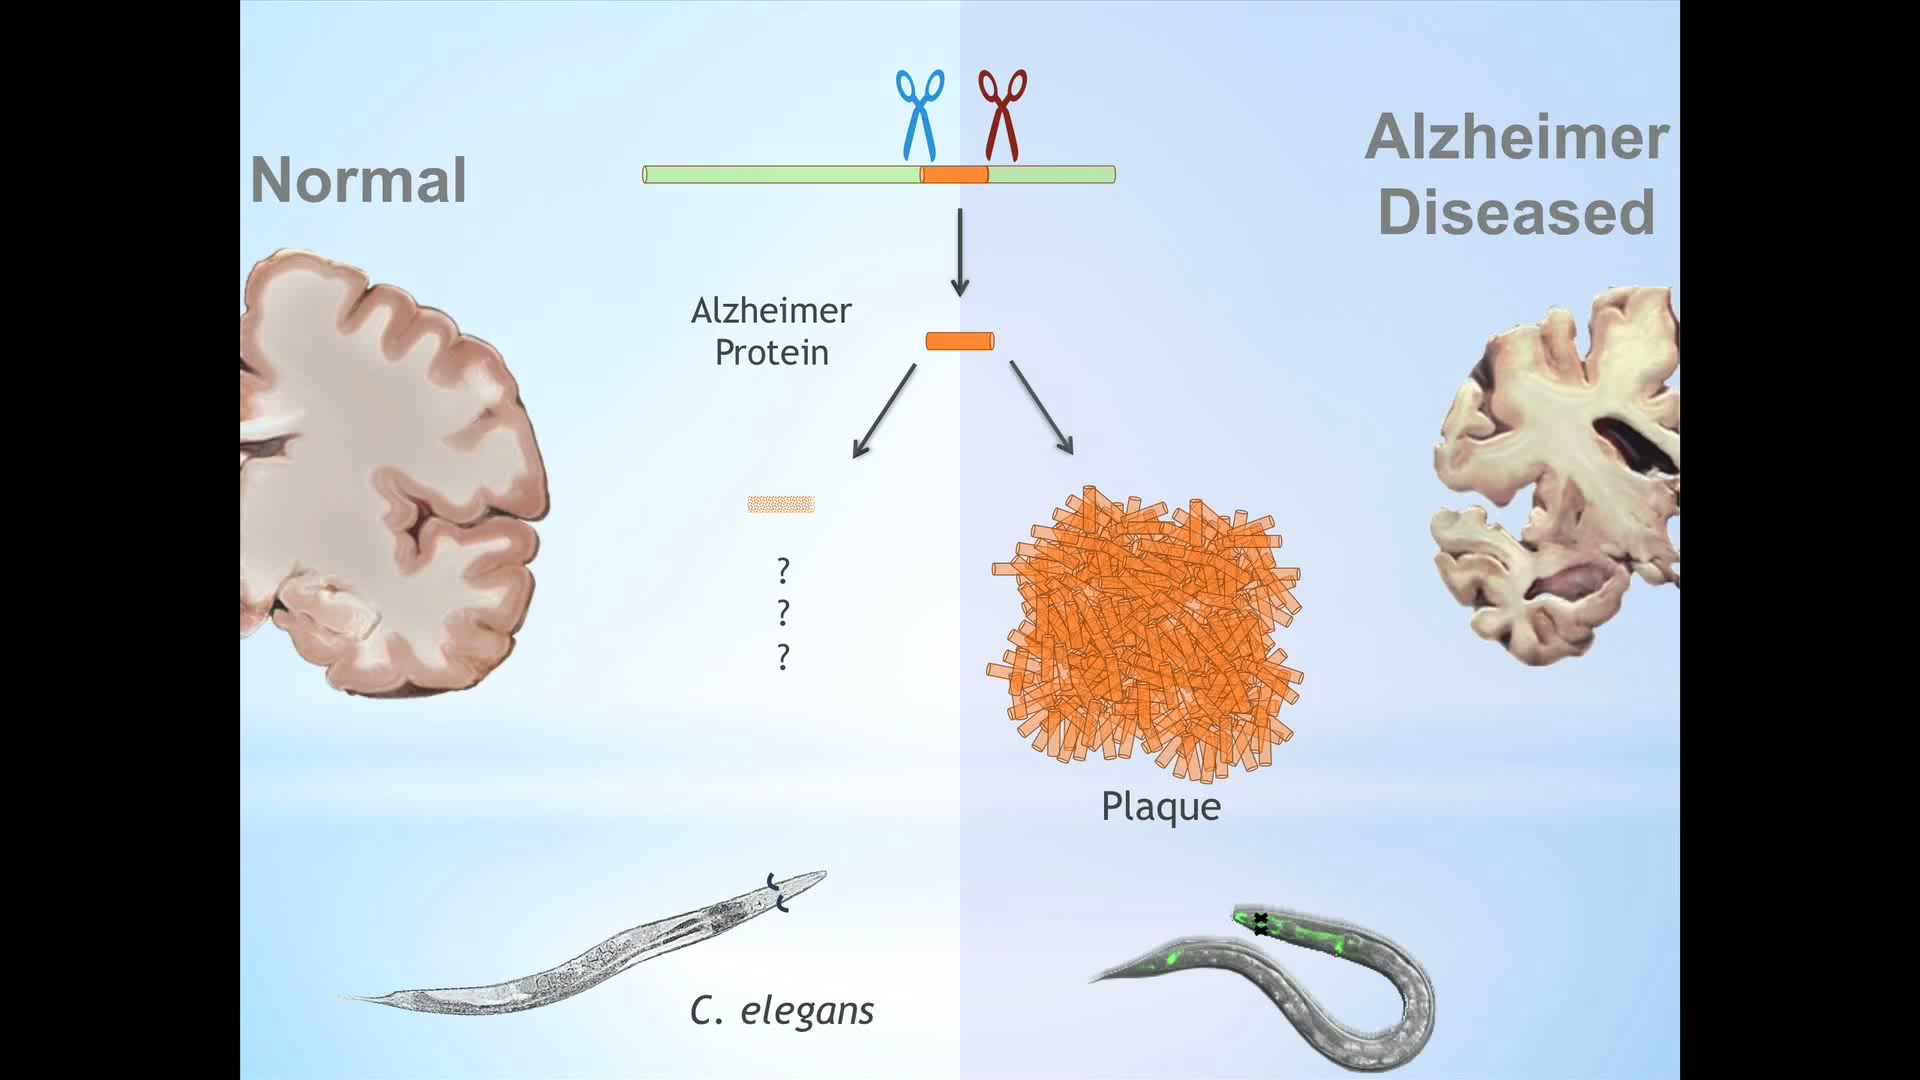 Normal
Alzheimer
Diseased
Alzheimer
Protein
?
?
?
Plaque
C. elegans